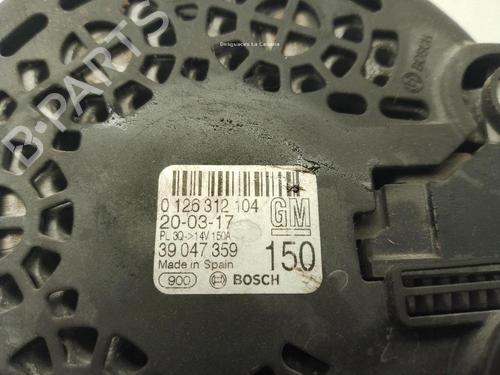 Desguaces La Cabaña
BOSCH
B-PARTS
0 126 312 104
GM
20-03-17
PL 3Q->14V 150A
39 047 359
150
Made in Spain
900
BOSCH